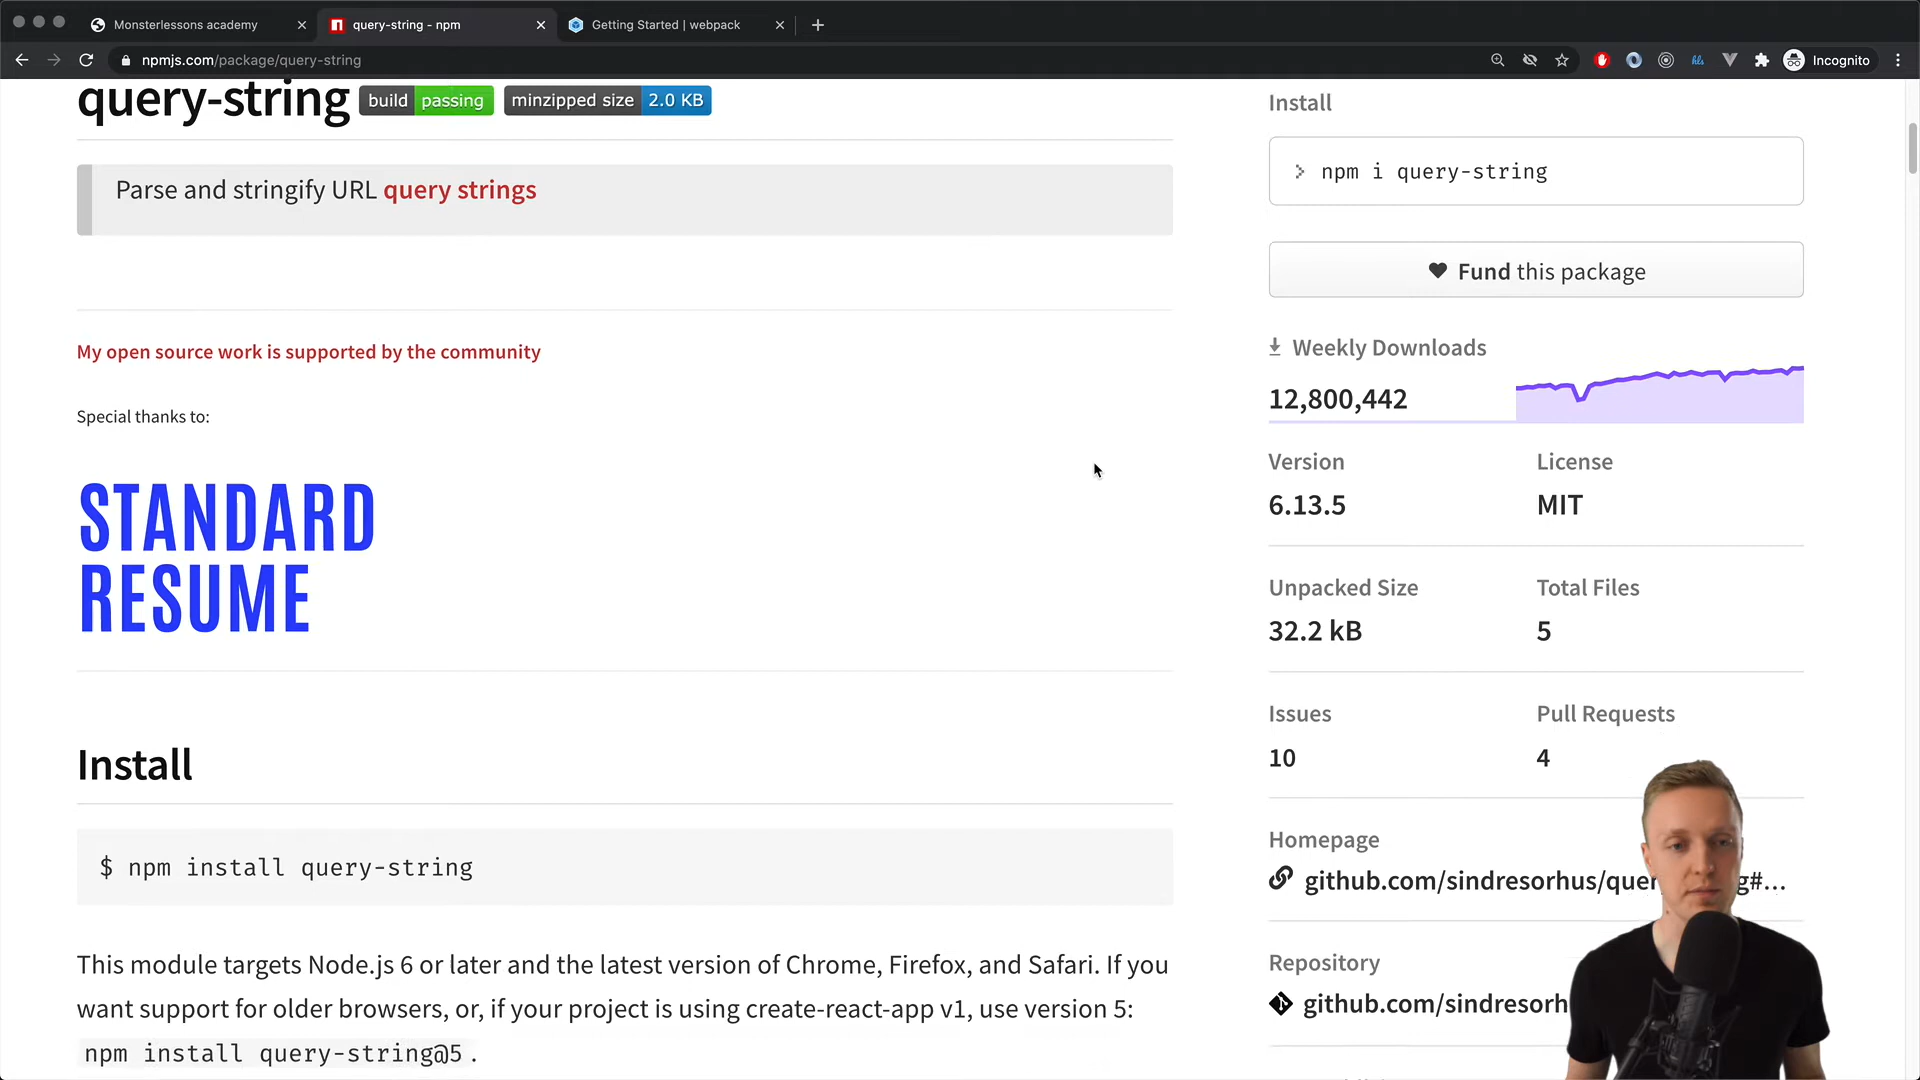 Monsterlessons academy
query-string - npm
Getting Started | webpack
npmjs.com/package/query-string
hls
Incognito
query-string
build passing
minzipped size 2.0 KB
Parse and stringify URL query strings
My open source work is supported by the community
Special thanks to:
STANDARD
RESUME
Install
$ npm install query-string
This module targets Node.js 6 or later and the latest version of Chrome, Firefox, and Safari. If you
want support for older browsers, or, if your project is using create-react-app v1, use version 5:
npm install query-string@5 .
Install
> npm i query-string
Fund this package
Weekly Downloads
12,800,442
Version
License
6.13.5
MIT
Unpacked Size
Total Files
32.2 kB
5
Issues
Pull Requests
10
4
Homepage
github.com/sindresorhus/quer g#...
Repository
github.com/sindresorh